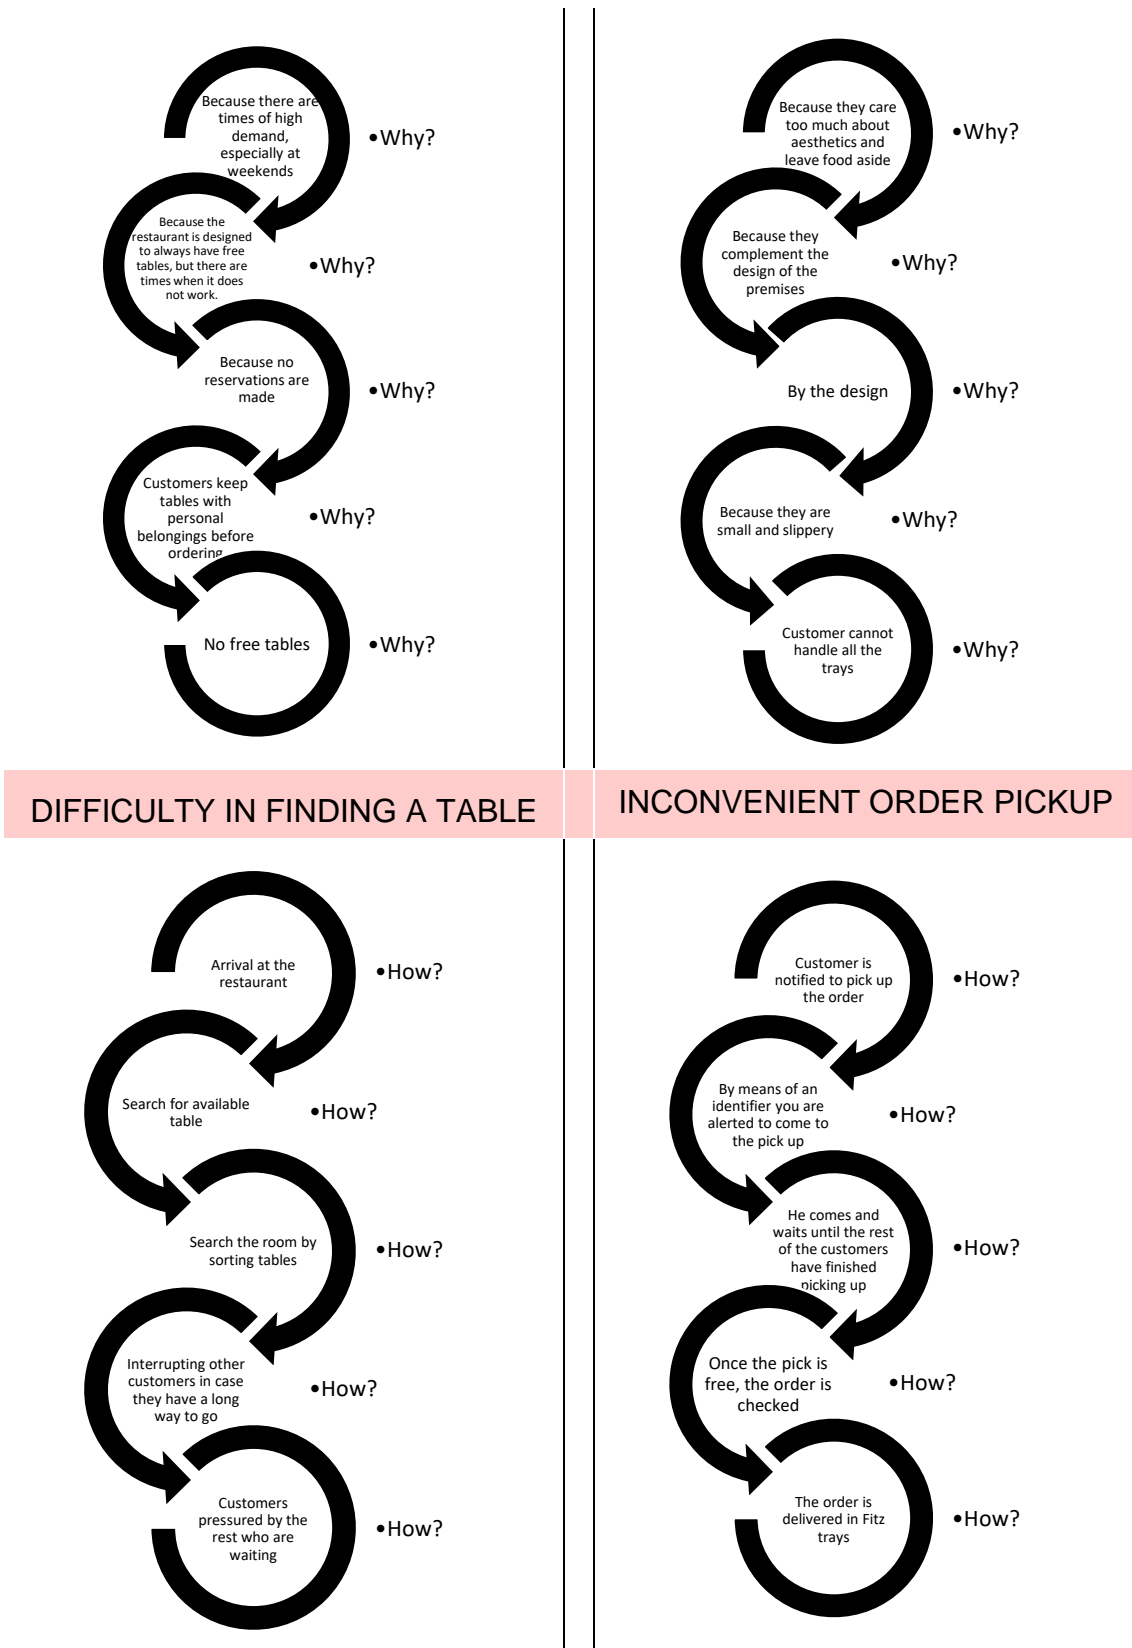 Because there are
times of high
demand,
especially at
weekends
•Why?
Because the
restaurant is designed
to always have free
tables, but there are
times when it does
not work.
•Why?
Because no
reservations are
made
•Why?
Customers keep
tables with
personal
belongings before
ordering
•Why?
No free tables
•Why?
Because they care
too much about
aesthetics and
leave food aside
•Why?
Because they
complement the
design of the
premises
•Why?
By the design
•Why?
Because they are
small and slippery
•Why?
Customer cannot
handle all the
trays
•Why?
DIFFICULTY IN FINDING A TABLE
INCONVENIENT ORDER PICKUP
Arrival at the
restaurant
•How?
Search for available
table
•How?
Search the room by
sorting tables
•How?
Interrupting other
customers in case
they have a long
way to go
•How?
Customers
pressured by the
rest who are
waiting
•How?
Customer is
notified to pick up
the order
•How?
By means of an
identifier you are
alerted to come to
the pick up
•How?
He comes and
waits until the rest
of the customers
have finished
picking up
•How?
Once the pick is
free, the order is
checked
•How?
The order is
delivered in Fitz
trays
•How?